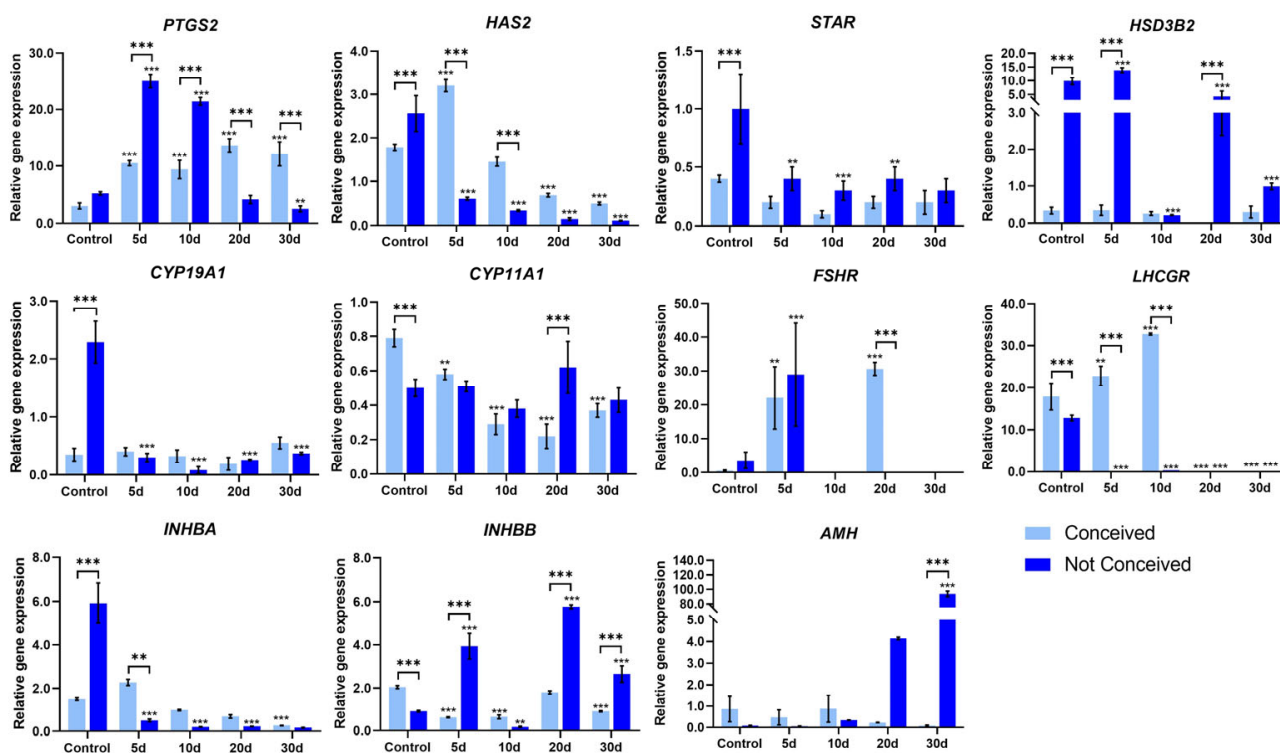 PTGS2
Relative gene expression
30.0
20.0
10.0
0.0
*** *** *** ***
*** *** *** *** *** *** **
Control 5d 10d 20d 30d
HAS2
Relative gene expression
4.0
3.0
2.0
1.0
0.0
*** *** ***
*** *** *** *** ***
Control 5d 10d 20d 30d
STAR
Relative gene expression
1.5
1.0
0.5
0.0
***
** *** **
Control 5d 10d 20d 30d
HSD3B2
Relative gene expression
20.0
15.0
10.0
5.0
3.0
2.0
1.0
0.0
*** *** ***
*** *** *** ***
Control 5d 10d 20d 30d
CYP19A1
Relative gene expression
3.0
2.0
1.0
0.0
***
*** *** *** ***
Control 5d 10d 20d 30d
CYP11A1
Relative gene expression
0.8
0.6
0.4
0.2
0.0
*** ***
** *** *** ***
Control 5d 10d 20d 30d
FSHR
Relative gene expression
50.0
40.0
30.0
20.0
10.0
0.0
***
** *** ***
Control 5d 10d 20d 30d
LHCGR
Relative gene expression
40.0
30.0
20.0
10.0
0.0
*** *** ***
** *** *** *** *** *** *** ***
Control 5d 10d 20d 30d
INHBA
Relative gene expression
8.0
6.0
4.0
2.0
0.0
*** **
*** *** *** ***
Control 5d 10d 20d 30d
INHBB
Relative gene expression
8.0
6.0
4.0
2.0
0.0
*** *** *** ***
*** *** *** ** *** *** ***
Control 5d 10d 20d 30d
AMH
Relative gene expression
140.0
120.0
100.0
80.0
5.0
4.0
3.0
2.0
1.0
0.0
***
***
Control 5d 10d 20d 30d
Conceived
Not Conceived